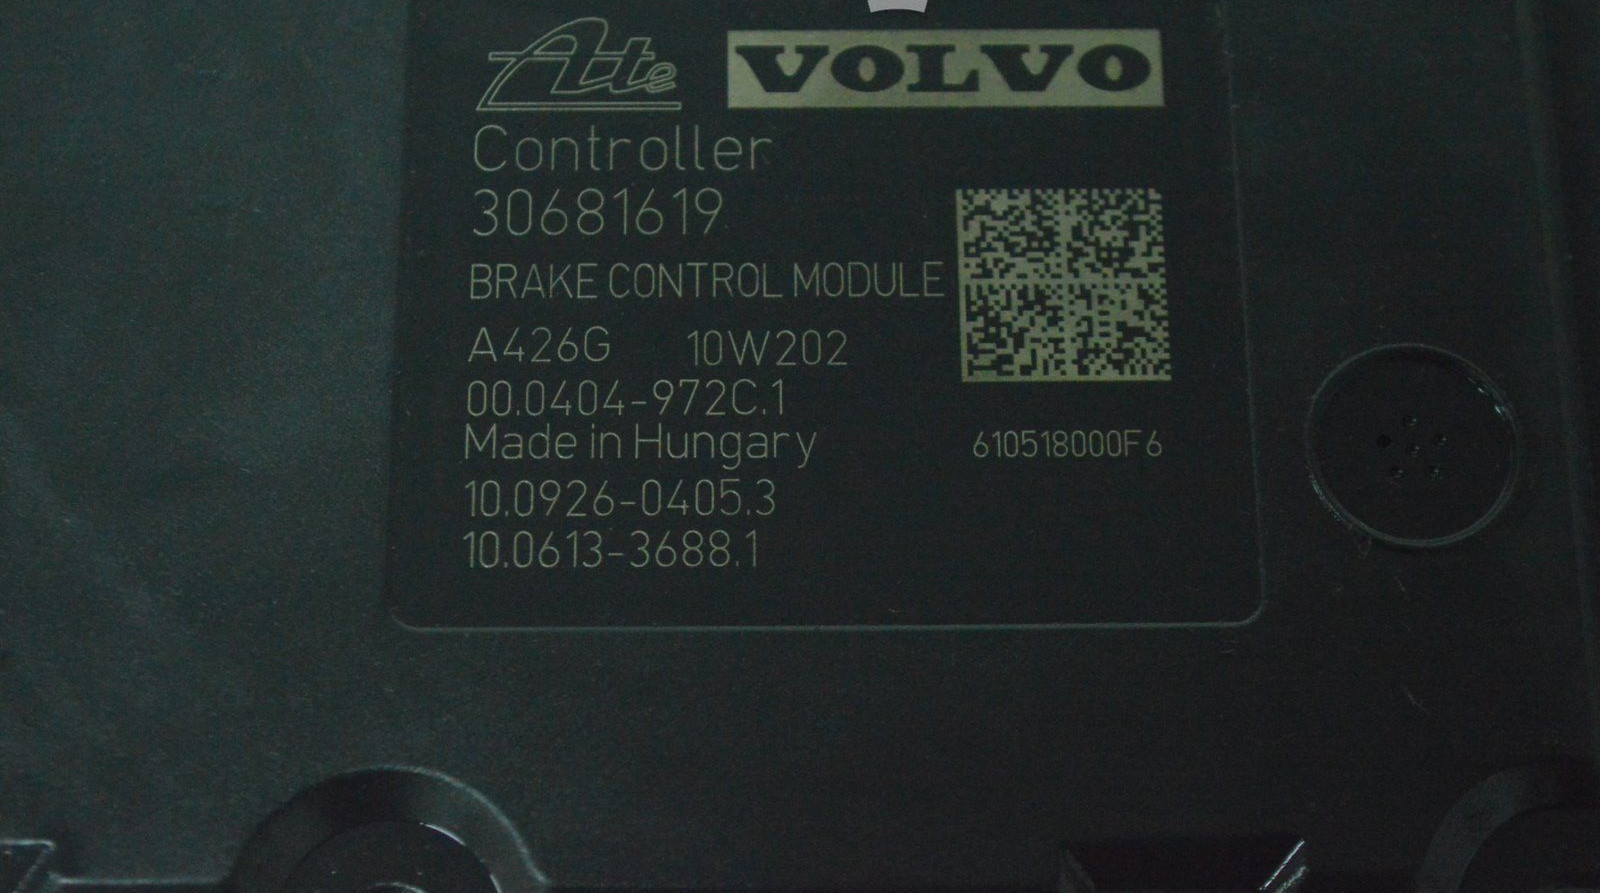 Ate VOLVO
Controller
30681619
BRAKE CONTROL MODULE
A426G 10W202
00.0404-972C.1
Made in Hungary
610518000F6
10.0926-0405.3
10.0613-3688.1